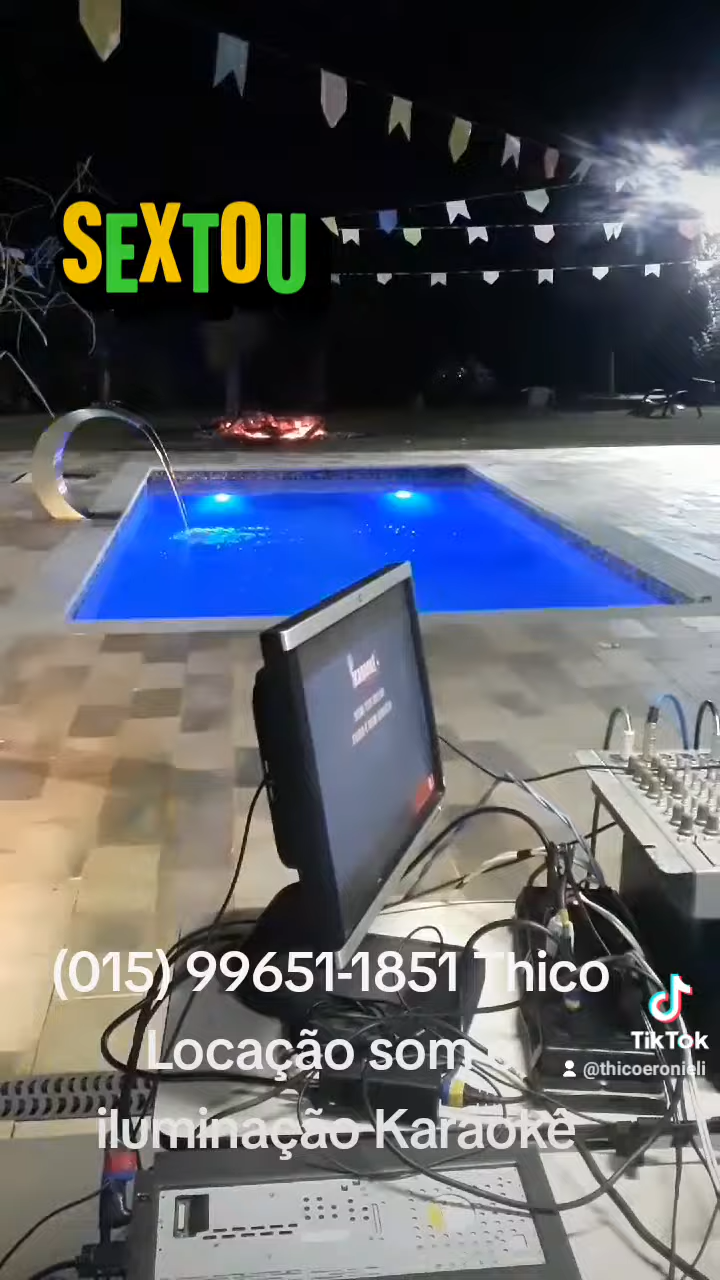 SEXTOU
(015) 99651-1851 Thico
Locação som e
iluminação Karaokê
TikTok
@thicoeronieli